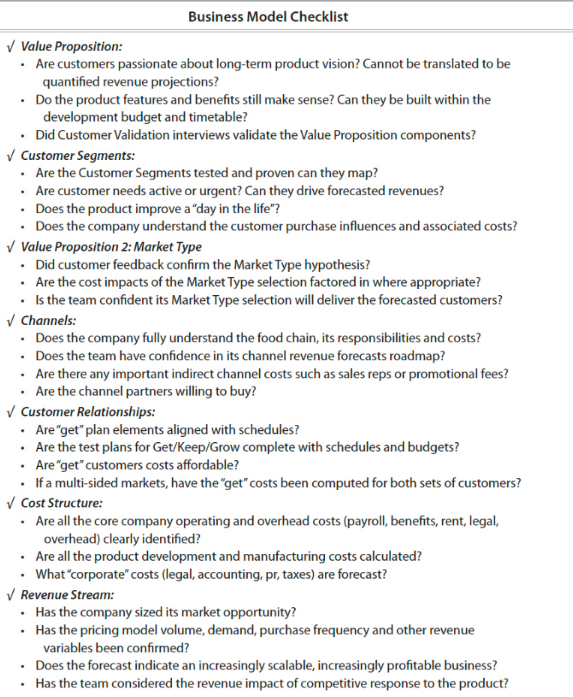 Business Model Checklist
√ Value Proposition:
• Are customers passionate about long-term product vision? Cannot be translated to be
quantified revenue projections?
• Do the product features and benefits still make sense? Can they be built within the
development budget and timetable?
• Did Customer Validation interviews validate the Value Proposition components?
√ Customer Segments:
• Are the Customer Segments tested and proven can they map?
• Are customer needs active or urgent? Can they drive forecasted revenues?
• Does the product improve a "day in the life"?
• Does the company understand the customer purchase influences and associated costs?
√ Value Proposition 2: Market Type
• Did customer feedback confirm the Market Type hypothesis?
• Are the cost impacts of the Market Type selection factored in where appropriate?
• Is the team confident its Market Type selection will deliver the forecasted customers?
√ Channels:
• Does the company fully understand the food chain, its responsibilities and costs?
• Does the team have confidence in its channel revenue forecasts roadmap?
• Are there any important indirect channel costs such as sales reps or promotional fees?
• Are the channel partners willing to buy?
√ Customer Relationships:
• Are "get" plan elements aligned with schedules?
• Are the test plans for Get/Keep/Grow complete with schedules and budgets?
• Are "get" customers costs affordable?
• If a multi-sided markets, have the "get" costs been computed for both sets of customers?
√ Cost Structure:
• Are all the core company operating and overhead costs (payroll, benefits, rent, legal,
overhead) clearly identified?
• Are all the product development and manufacturing costs calculated?
• What "corporate" costs (legal, accounting, pr, taxes) are forecast?
√ Revenue Stream:
• Has the company sized its market opportunity?
• Has the pricing model volume, demand, purchase frequency and other revenue
variables been confirmed?
• Does the forecast indicate an increasingly scalable, increasingly profitable business?
• Has the team considered the revenue impact of competitive response to the product?